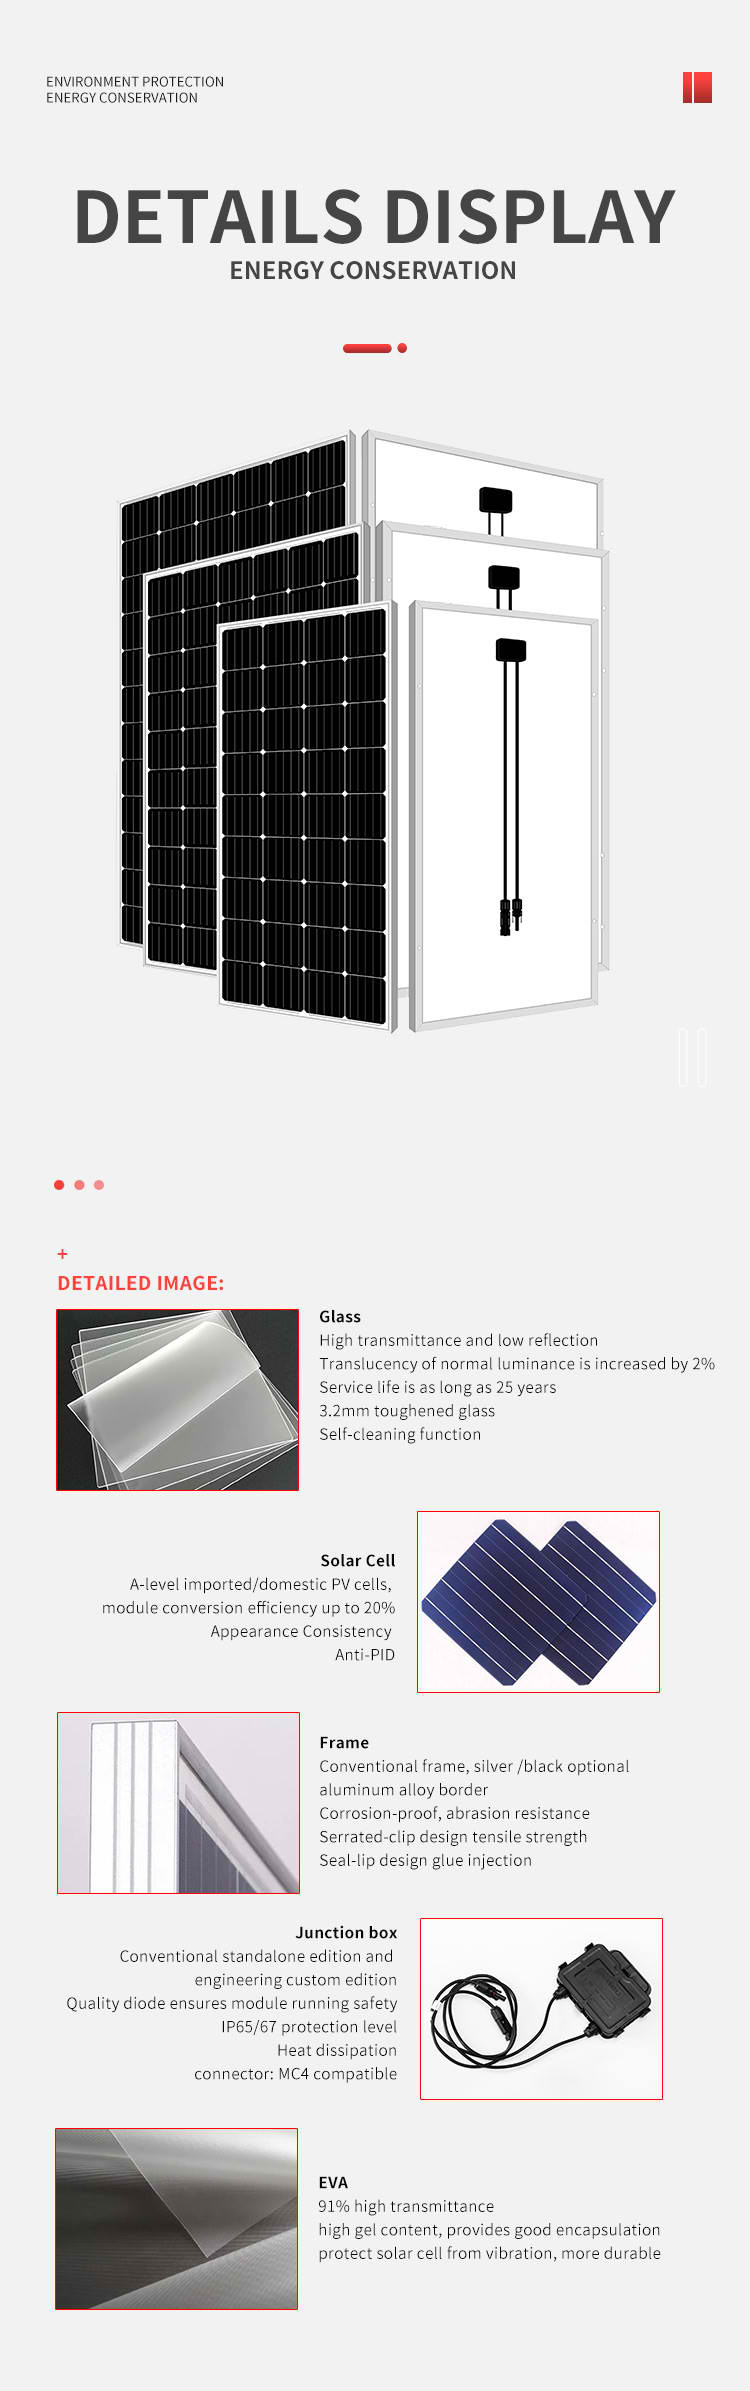 ENVIRONMENT PROTECTION
ENERGY CONSERVATION
DETAILS DISPLAY
ENERGY CONSERVATION
+
DETAILED IMAGE:
Glass
High transmittance and low reflection
Translucency of normal luminance is increased by 2%
Service life is as long as 25 years
3.2mm toughened glass
Self-cleaning function
Solar Cell
A-level imported/domestic PV cells,
module conversion efficiency up to 20%
Appearance Consistency
Anti-PID
Frame
Conventional frame, silver /black optional
aluminum alloy border
Corrosion-proof, abrasion resistance
Serrated-clip design tensile strength
Seal-lip design glue injection
Junction box
Conventional standalone edition and
engineering custom edition
Quality diode ensures module running safety
IP65/67 protection level
Heat dissipation
connector: MC4 compatible
EVA
91% high transmittance
high gel content, provides good encapsulation
protect solar cell from vibration, more durable